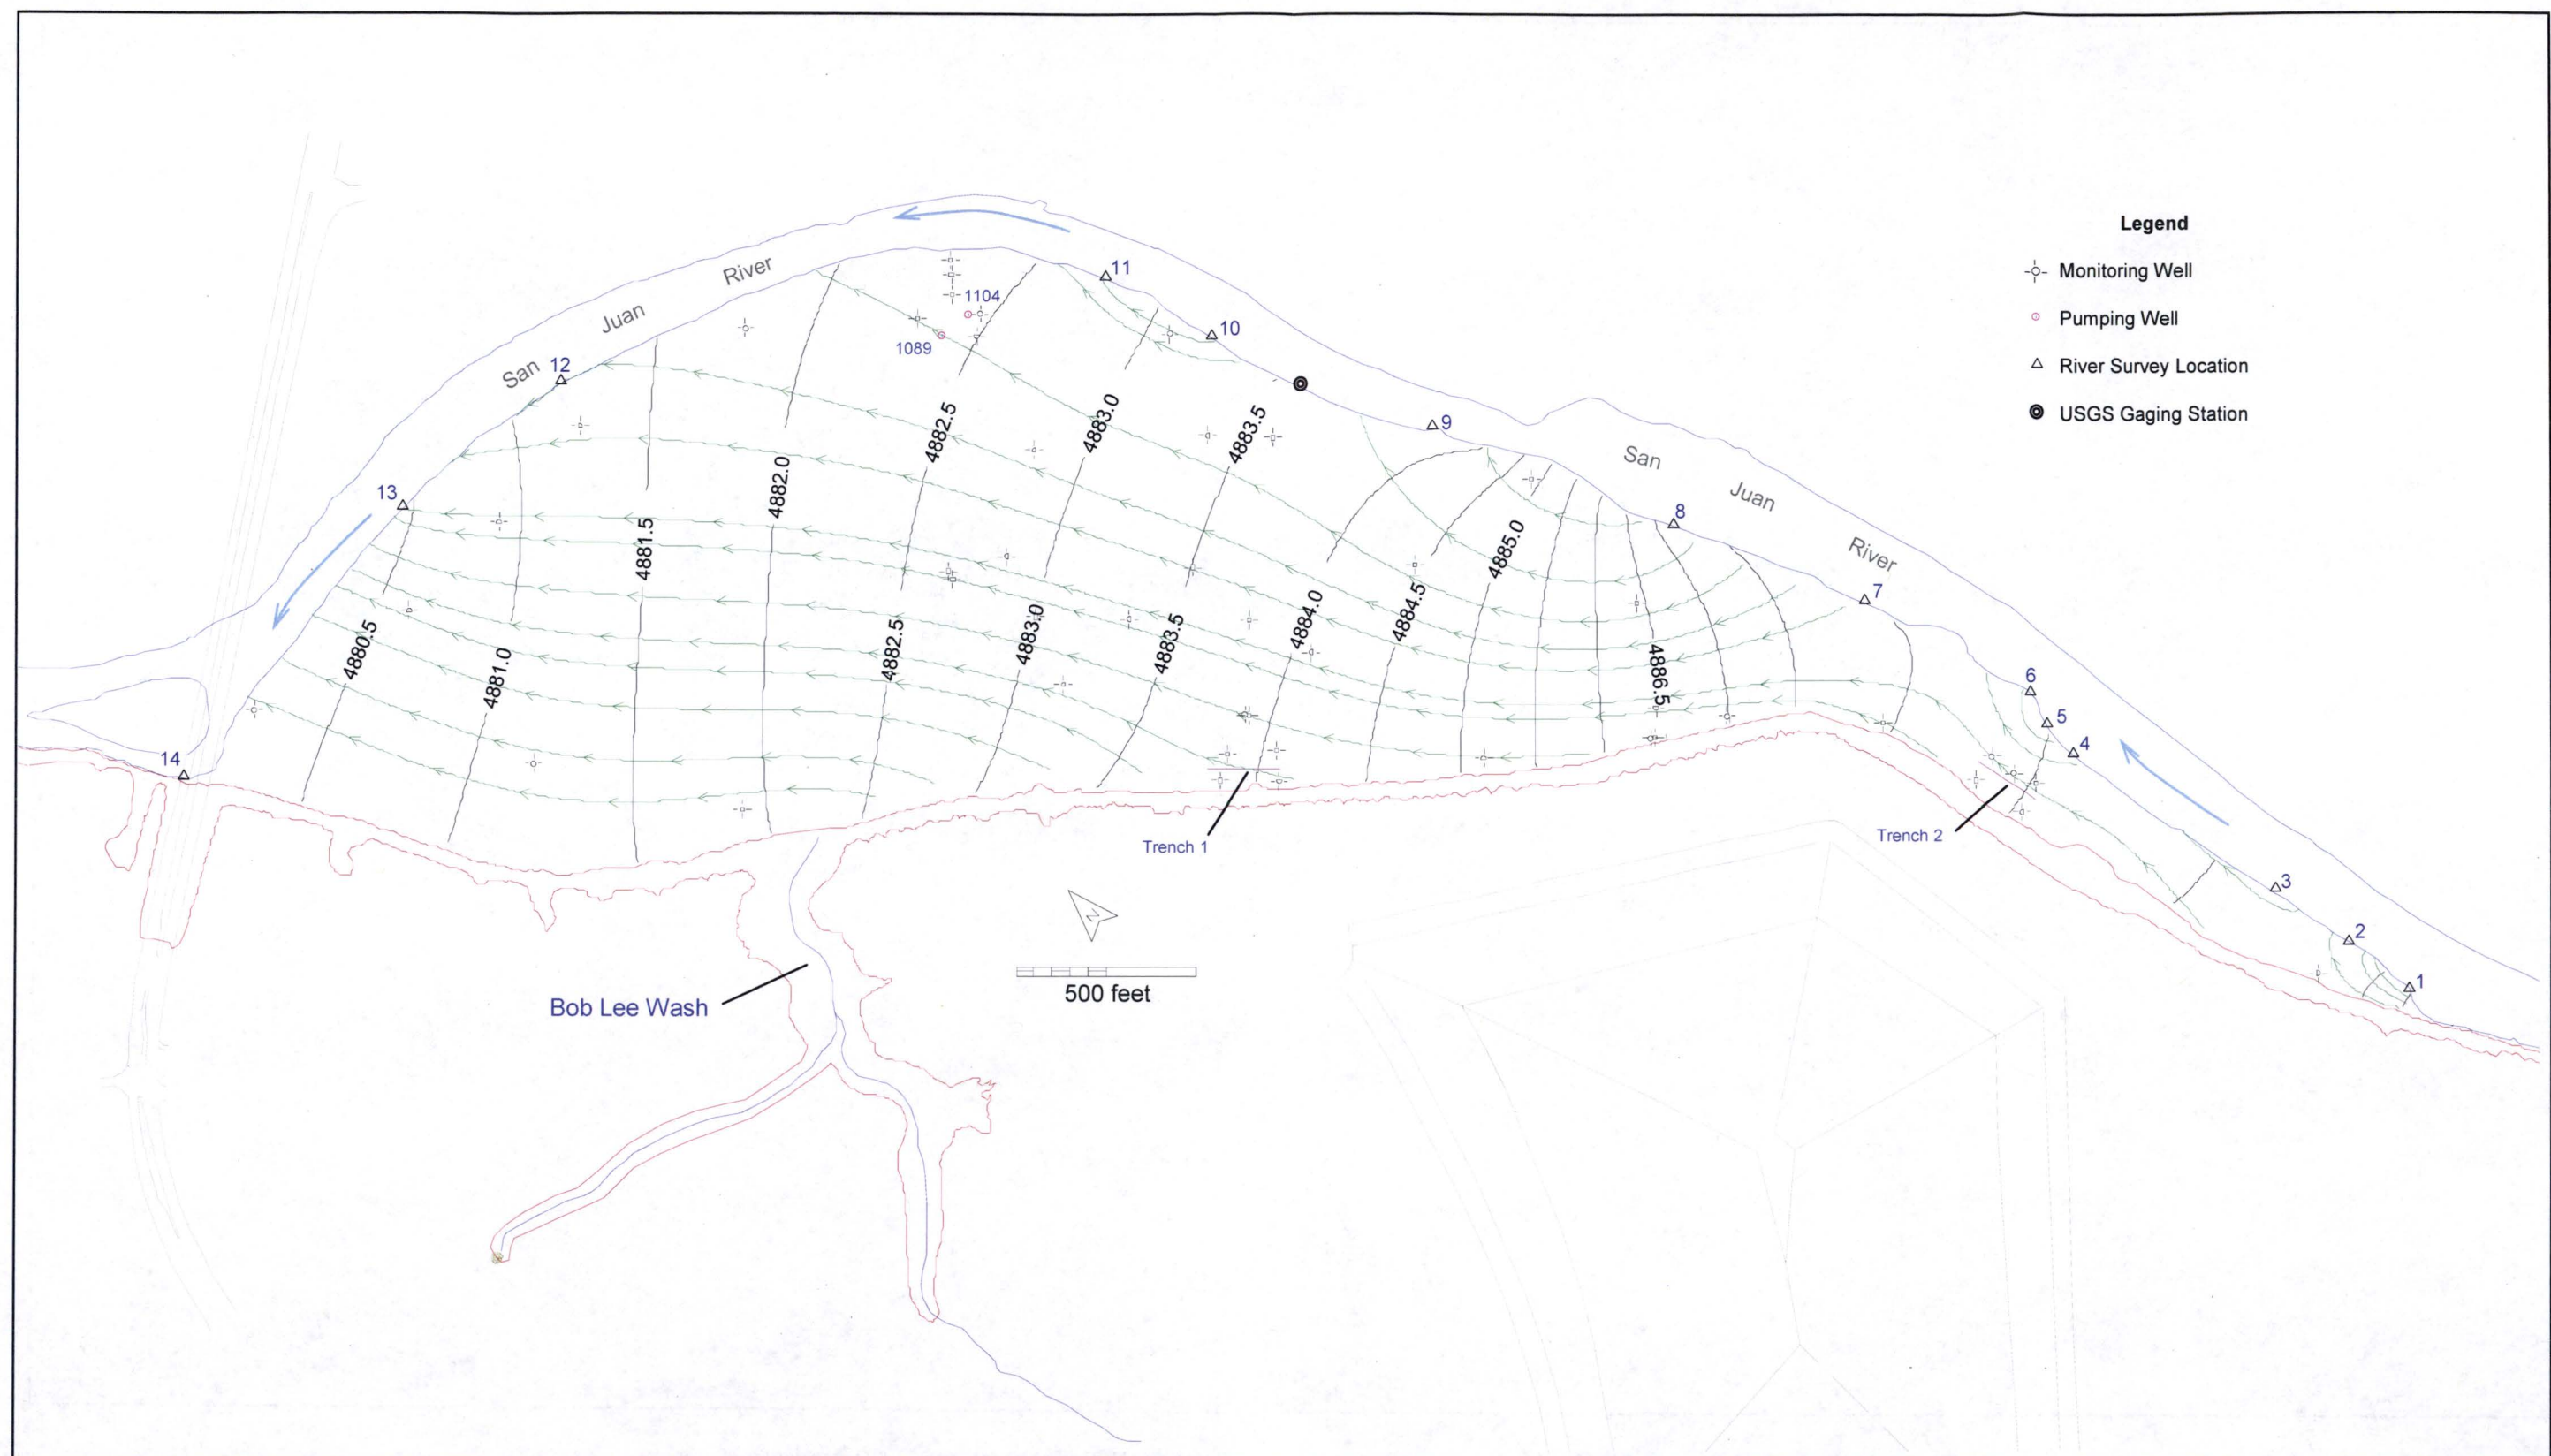 Legend
Monitoring Well
Pumping Well
River Survey Location
USGS Gaging Station
San Juan River
San Juan River
11
10
9
8
7
6
5
4
3
2
1
12
13
14
1104
1089
4882.5
4883.0
4883.5
4882.0
4881.5
4885.0
4884.5
4884.0
4883.5
4883.0
4882.5
4881.0
4880.5
4886.5
Trench 1
Trench 2
N
500 feet
Bob Lee Wash